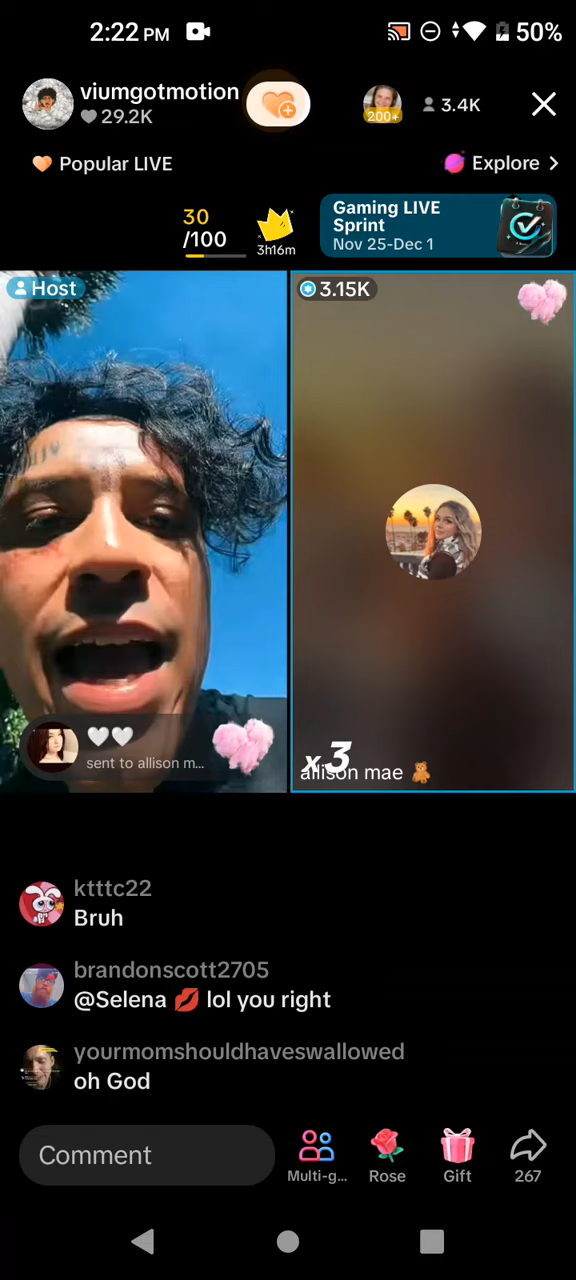 2:22 PM
50%
viumgotmotion
29.2K
200+
3.4K
Popular LIVE
Explore
30
/100
3h16m
Gaming LIVE
Sprint
Nov 25-Dec 1
Host
3.15K
sent to allison m...
x3
allison mae
ktttc22
Bruh
brandonscott2705
@Selena 💋 lol you right
yourmomshouldhaveswallowed
oh God
Comment
Multi-g...
Rose
Gift
267